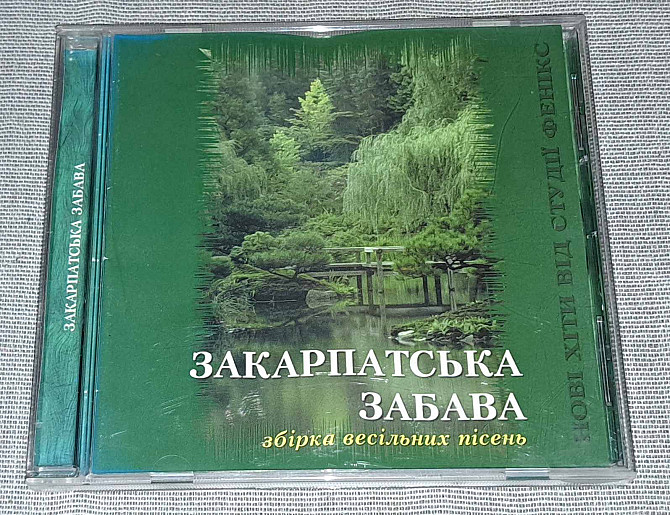 ЗАКАРПАТСЬКА ЗАБАВА
ЗАКАРПАТСЬКА
ЗАБАВА
збірка весільних пісень
НОВІ ХІТИ ВІД СТУДІЇ ФЕНІКС